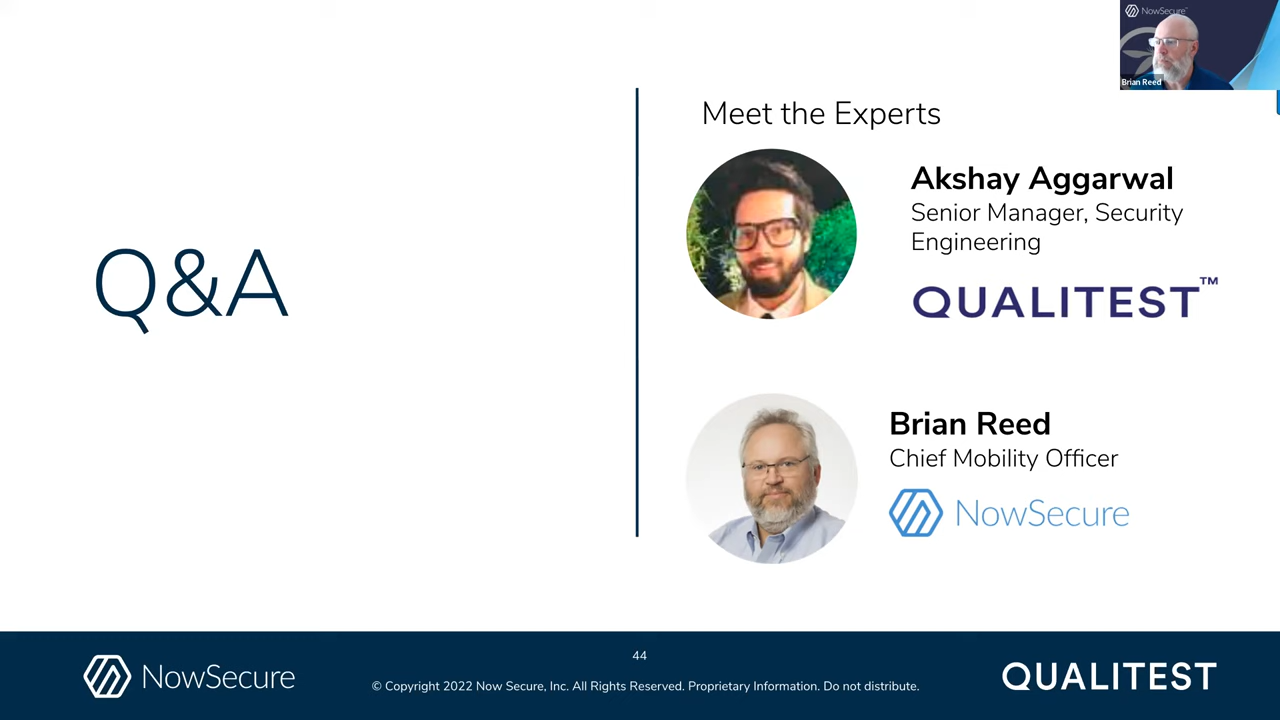 NowSecure
Brian Reed
Q&A
Meet the Experts
Akshay Aggarwal
Senior Manager, Security
Engineering
QUALITEST™
Brian Reed
Chief Mobility Officer
NowSecure
NowSecure
44
© Copyright 2022 Now Secure, Inc. All Rights Reserved. Proprietary Information. Do not distribute.
QUALITEST